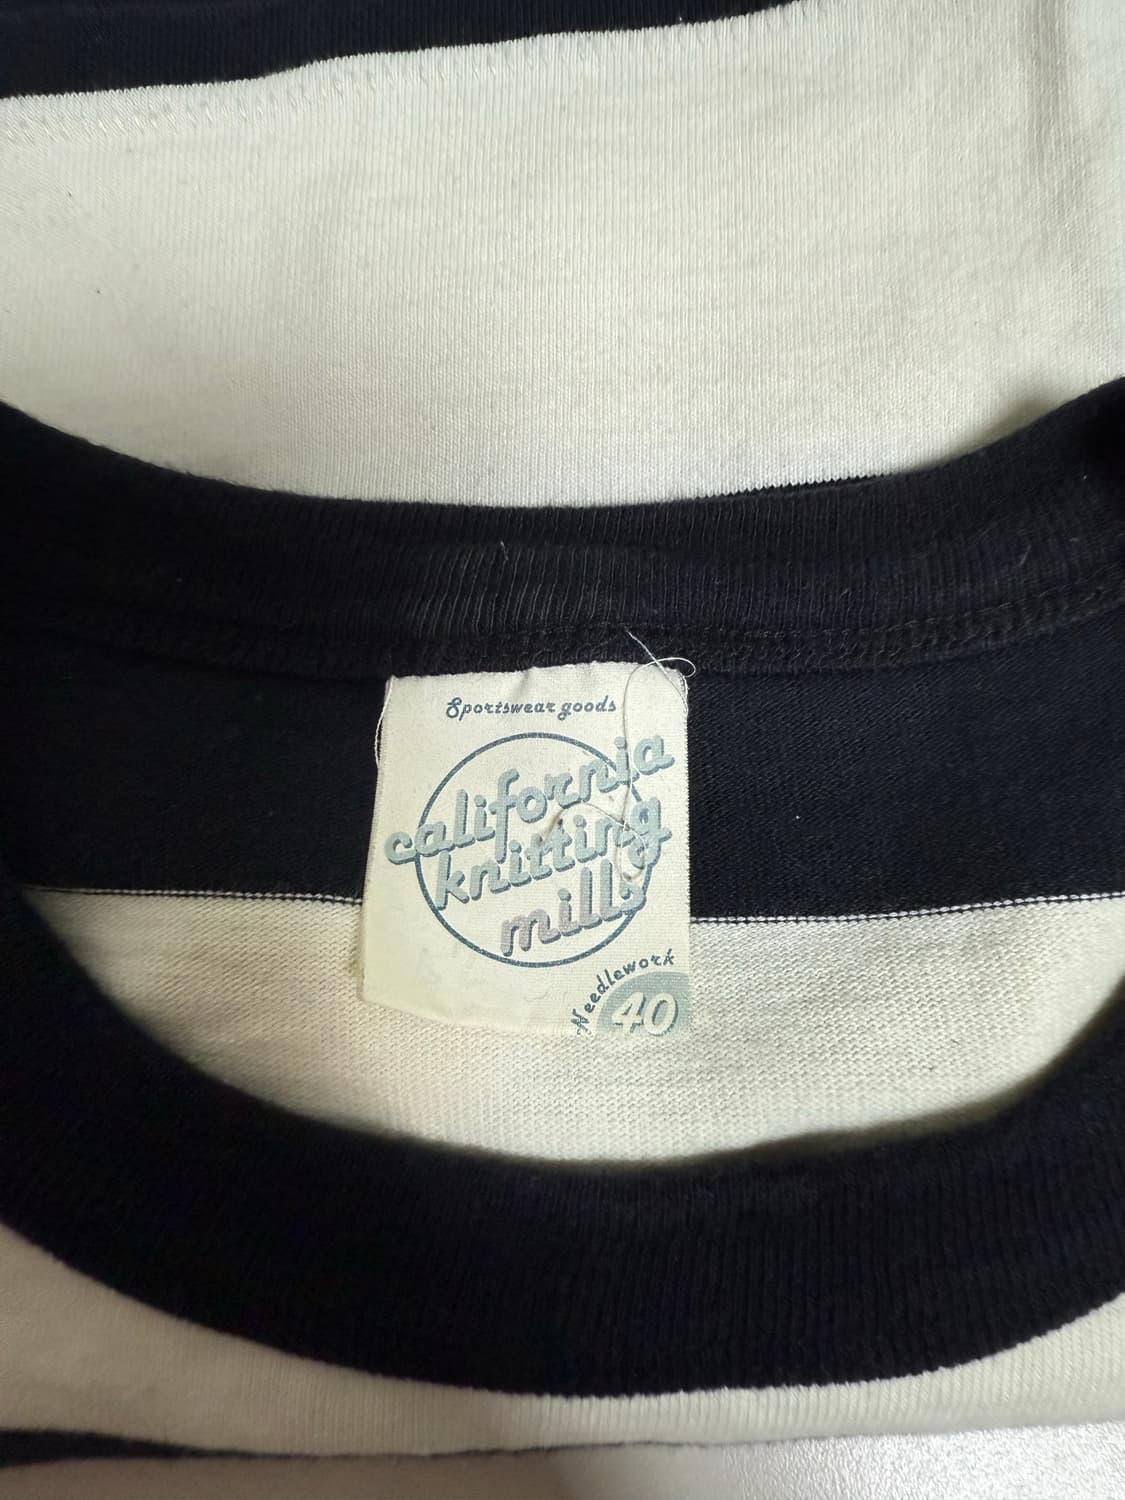 Sportswear goods
california
knitting
mills
Needlework
40